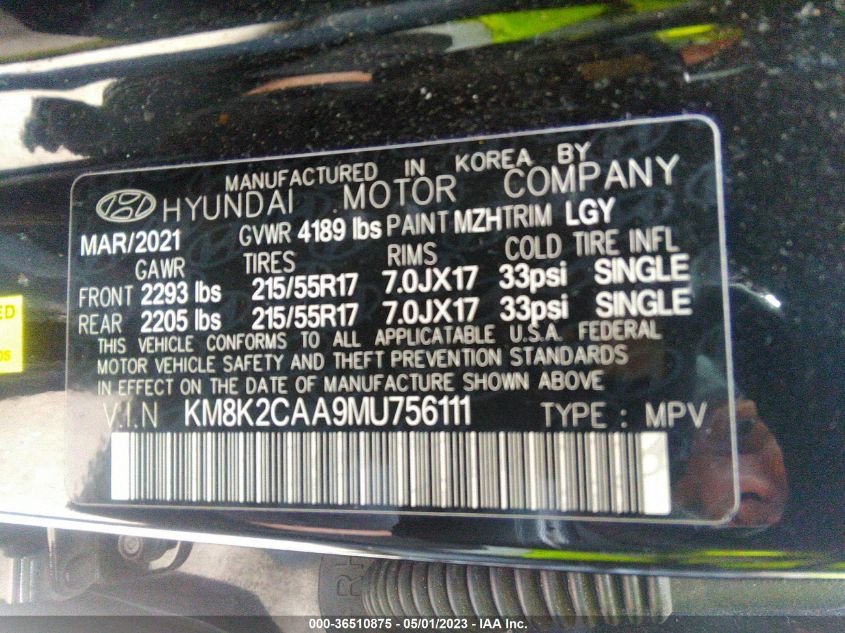 MANUFACTURED IN KOREA BY
HYUNDAI MOTOR COMPANY
MAR/2021 GVWR 4189 lbs PAINT MZH TRIM LGY
GAWR TIRES RIMS COLD TIRE INFL
FRONT 2293 lbs 215/55R17 7.0JX17 33psi SINGLE
REAR 2205 lbs 215/55R17 7.0JX17 33psi SINGLE
THIS VEHICLE CONFORMS TO ALL APPLICATABLE U.S.A. FEDERAL
MOTOR VEHICLE SAFETY AND THEFT PREVENTION STANDARDS
IN EFFECT ON THE DATE OF MANUFACTURE SHOWN ABOVE
V.I.N KM8K2CAA9MU756111 TYPE : MPV
000-36510875 - 05/01/2023 - IAA Inc.